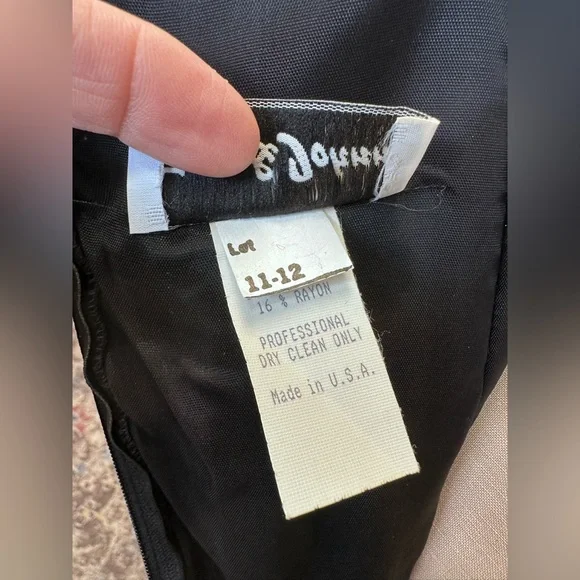 Lot
11-12
16 % RAYON
PROFESSIONAL
DRY CLEAN ONLY
Made in U.S.A.